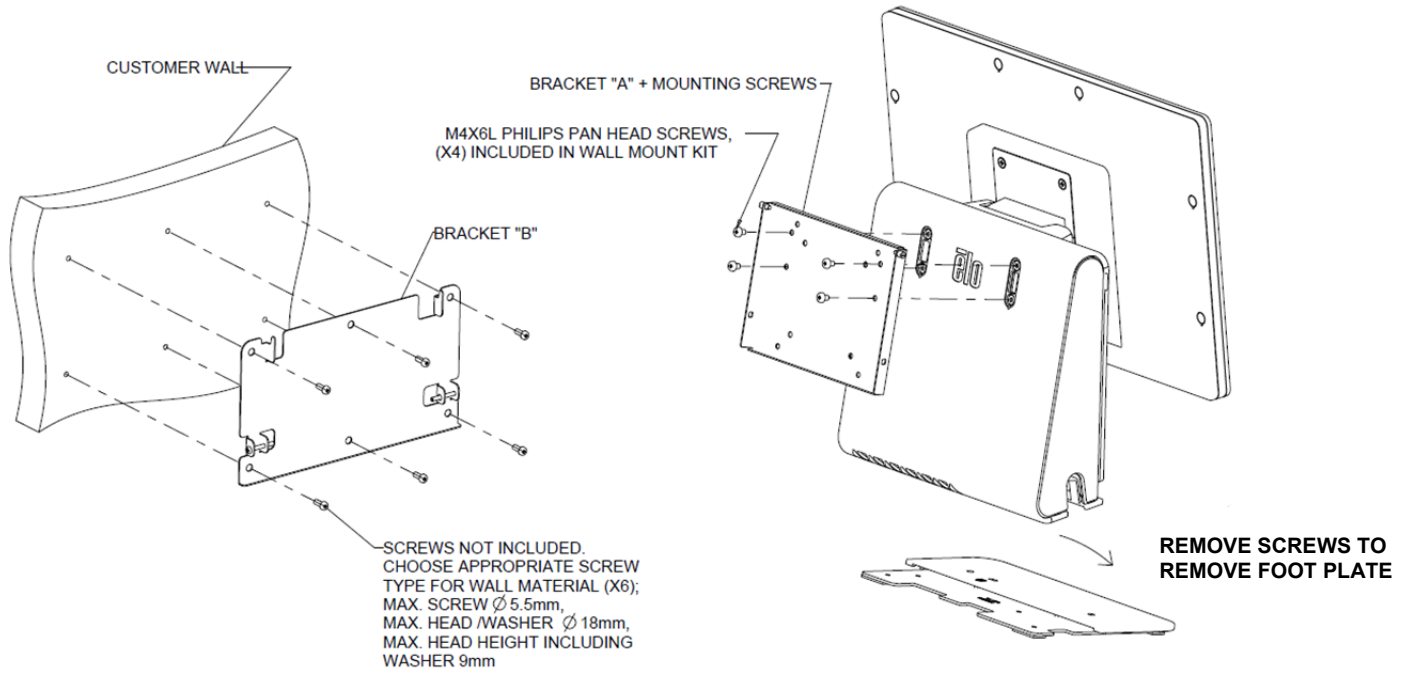 CUSTOMER WALL
BRACKET "A" + MOUNTING SCREWS
M4X6L PHILIPS PAN HEAD SCREWS,
(X4) INCLUDED IN WALL MOUNT KIT
BRACKET "B"
elo
SCREWS NOT INCLUDED.
CHOOSE APPROPRIATE SCREW
TYPE FOR WALL MATERIAL (X6);
MAX. SCREW ∅ 5.5mm,
MAX. HEAD /WASHER ∅ 18mm,
MAX. HEAD HEIGHT INCLUDING
WASHER 9mm
REMOVE SCREWS TO
REMOVE FOOT PLATE